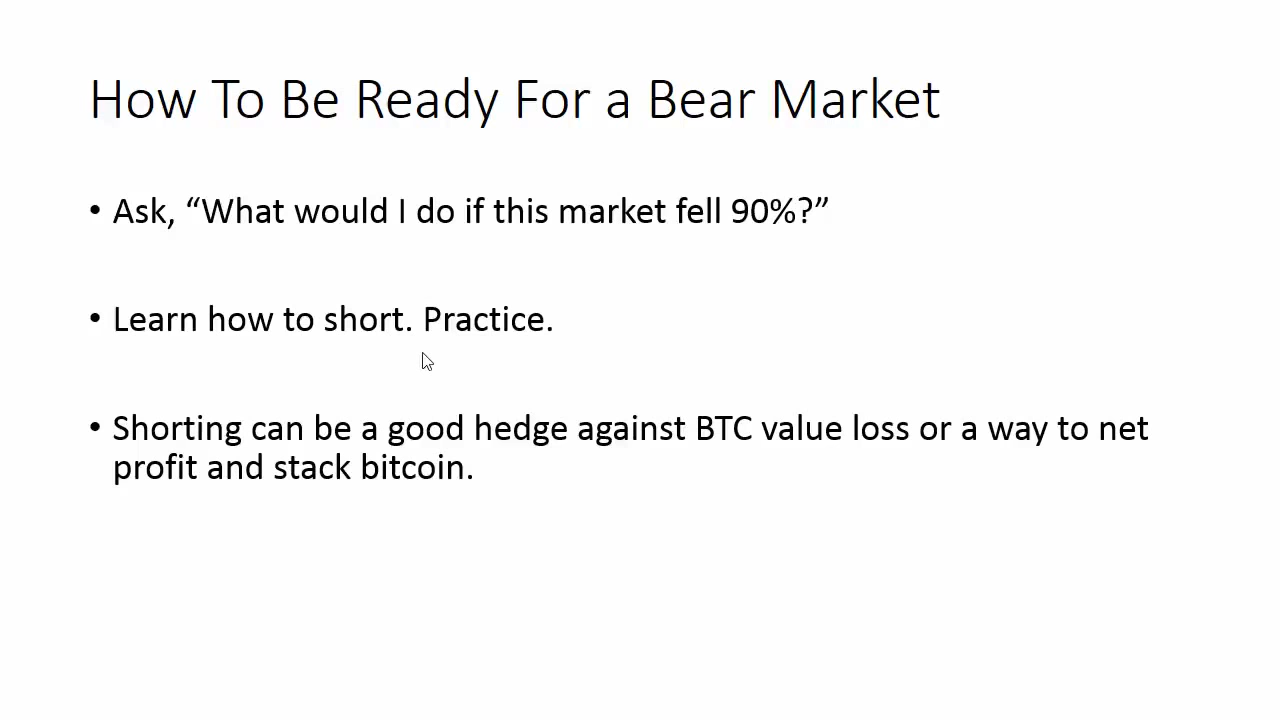 How To Be Ready For a Bear Market
• Ask, “What would I do if this market fell 90%?”
• Learn how to short. Practice.
• Shorting can be a good hedge against BTC value loss or a way to net
profit and stack bitcoin.